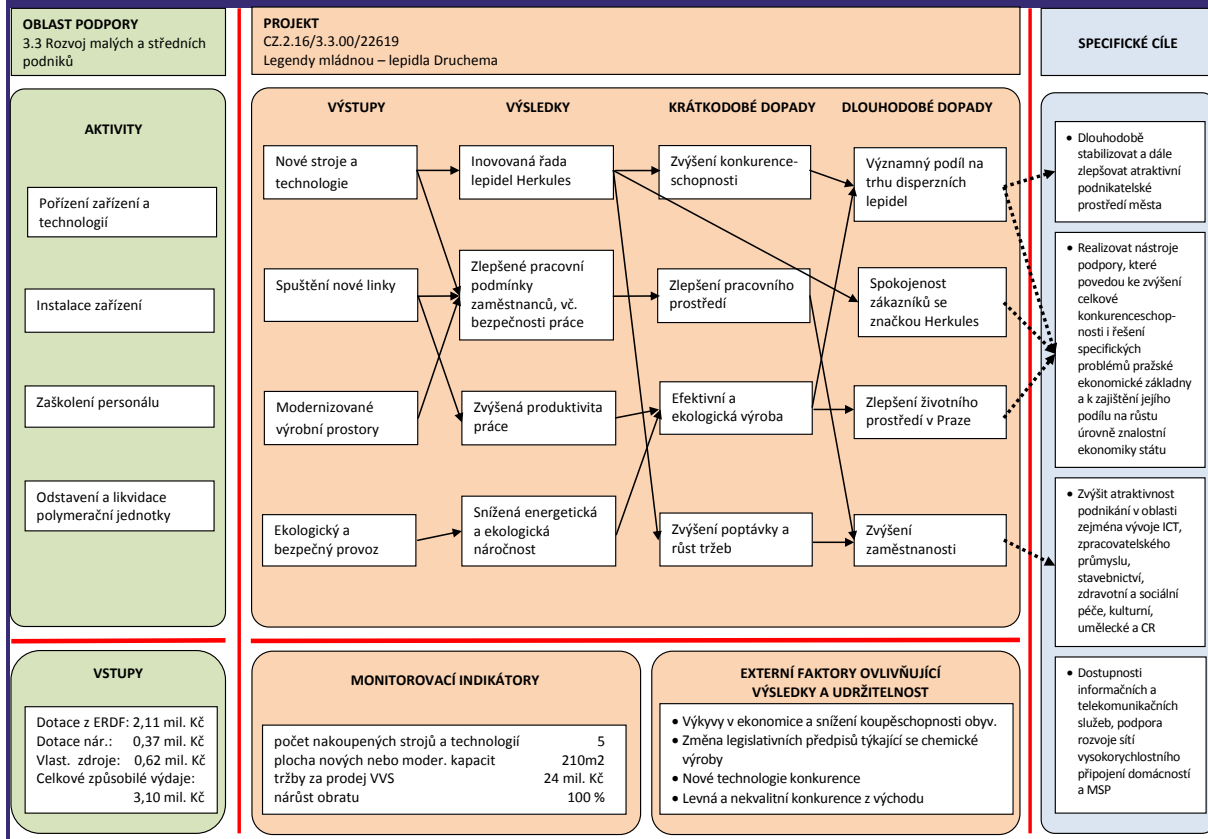 OBLAST PODPORY
3.3 Rozvoj malých a středních
podniků
PROJEKT
CZ.2.16/3.3.00/22619
Legendy mládnou – lepidla Druchema
SPECIFICKÉ CÍLE
AKTIVITY
Pořízení zařízení a
technologií
Instalace zařízení
Zaškolení personálu
Odstavení a likvidace
polymerační jednotky
VÝSTUPY
Nové stroje a
technologie
Spuštění nové linky
Modernizované
výrobní prostory
Ekologický a
bezpečný provoz
VÝSLEDKY
Inovovaná řada
lepidel Herkules
Zlepšené pracovní
podmínky
zaměstnanců, vč.
bezpečnosti práce
Zvýšená produktivita
práce
Snížená energetická
a ekologická
náročnost
KRÁTKODOBÉ DOPADY
Zvýšení konkurence-
schopnosti
Zlepšení pracovního
prostředí
Efektivní a
ekologická výroba
Zvýšení poptávky a
růst tržeb
DLOUHODOBÉ DOPADY
Významný podíl na
trhu disperzních
lepidel
Spokojenost
zákazníků se
značkou Herkules
Zlepšení životního
prostředí v Praze
Zvýšení
zaměstnanosti
• Dlouhodobě
stabilizovat a dále
zlepšovat atraktivní
podnikatelské
prostředí města
• Realizovat nástroje
podpory, které
povedou ke zvýšení
celkové
konkurenceschop-
nosti i řešení
specifických
problémů pražské
ekonomické základny
a k zajištění jejího
podílu na růstu
úrovně znalostní
ekonomiky státu
• Zvýšit atraktivnost
podnikání v oblasti
zejména vývoje ICT,
zpracovatelského
průmyslu,
stavebnictví,
zdravotní a sociální
péče, kulturní,
umělecké a CR
• Dostupnosti
informačních a
telekomunikačních
služeb, podpora
rozvoje sítí
vysokorychlostního
připojení domácností
a MSP
VSTUPY
Dotace z ERDF: 2,11 mil. Kč
Dotace nár.: 0,37 mil. Kč
Vlast. zdroje: 0,62 mil. Kč
Celkové způsobilé výdaje:
3,10 mil. Kč
MONITOROVACÍ INDIKÁTORY
počet nakoupených strojů a technologií 5
plocha nových nebo moder. kapacit 210m2
tržby za prodej VVS 24 mil. Kč
nárůst obratu 100 %
EXTERNÍ FAKTORY OVLIVŇUJÍCÍ
VÝSLEDKY A UDRŽITELNOST
• Výkyvy v ekonomice a snížení koupěschopnosti obyv.
• Změna legislativních předpisů týkající se chemické
výroby
• Nové technologie konkurence
• Levná a nekvalitní konkurence z východu